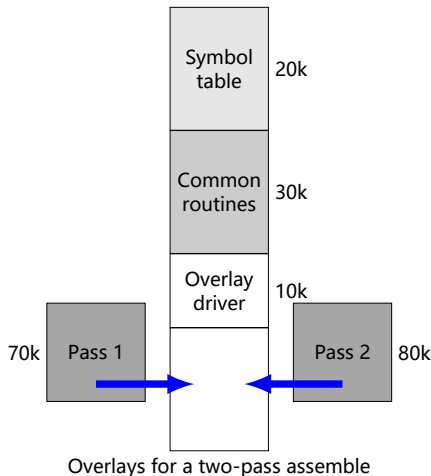 Symbol
table
20k
Common
routines
30k
Overlay
driver
10k
70k
Pass 1
Pass 2
80k
Overlays for a two-pass assemble